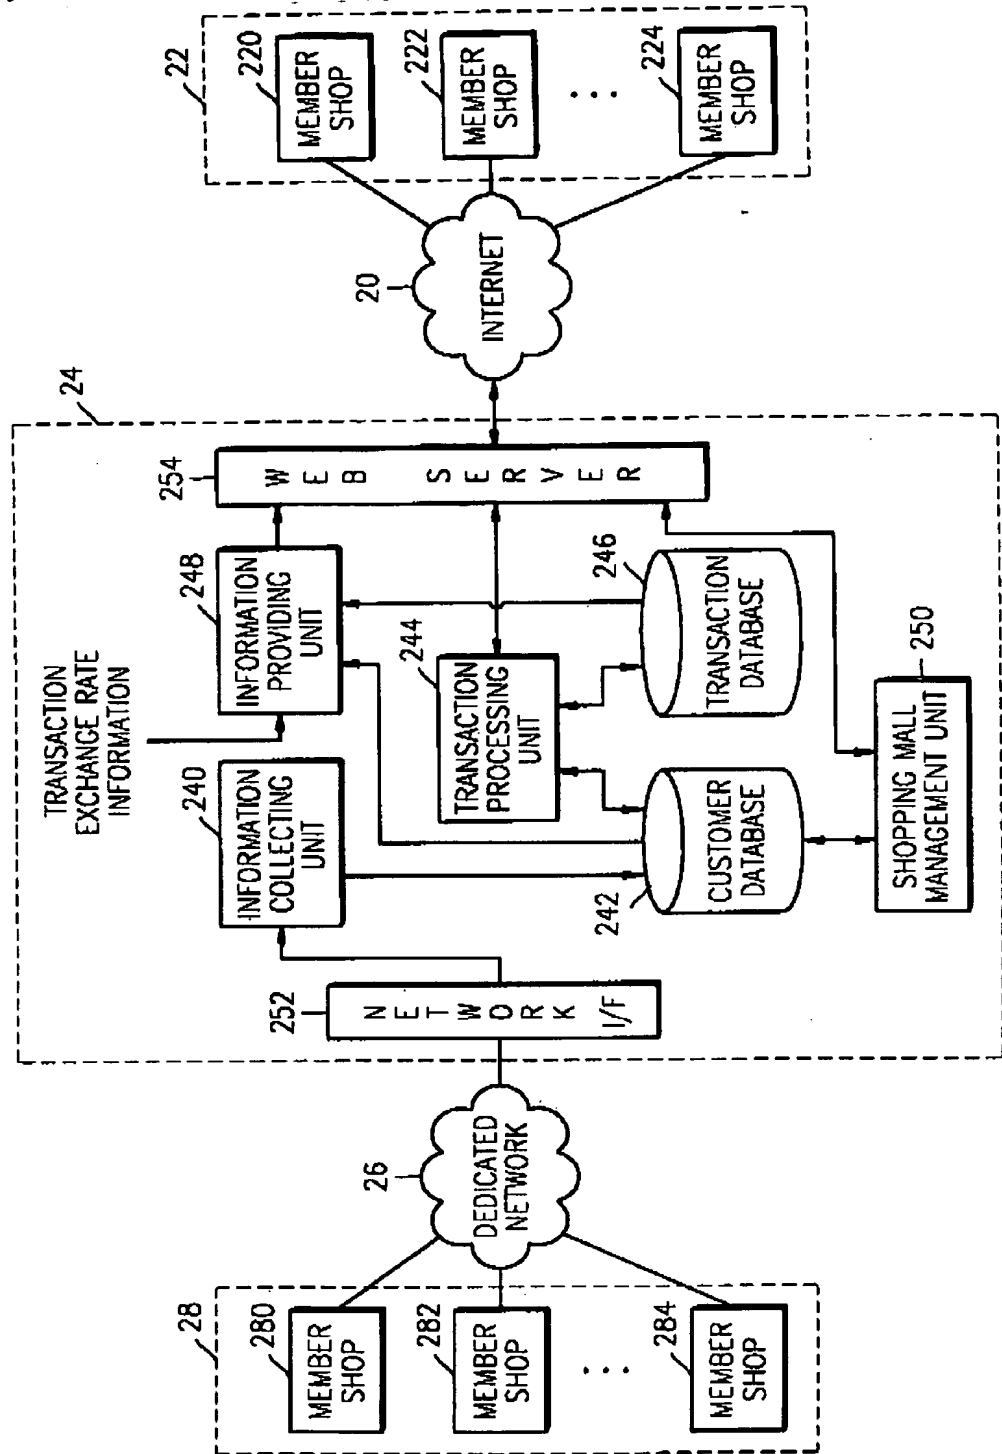 28
280
MEMBER
SHOP
282
MEMBER
SHOP
...
284
MEMBER
SHOP
26
DEDICATED
NETWORK
24
252
NETWORK I/F
TRANSACTION
EXCHANGE RATE
INFORMATION
240
INFORMATION
COLLECTING
UNIT
248
INFORMATION
PROVIDING
UNIT
244
TRANSACTION
PROCESSING
UNIT
242
CUSTOMER
DATABASE
246
TRANSACTION
DATABASE
250
SHOPPING MALL
MANAGEMENT UNIT
254
WEB SERVER
20
INTERNET
22
220
MEMBER
SHOP
222
MEMBER
SHOP
...
224
MEMBER
SHOP